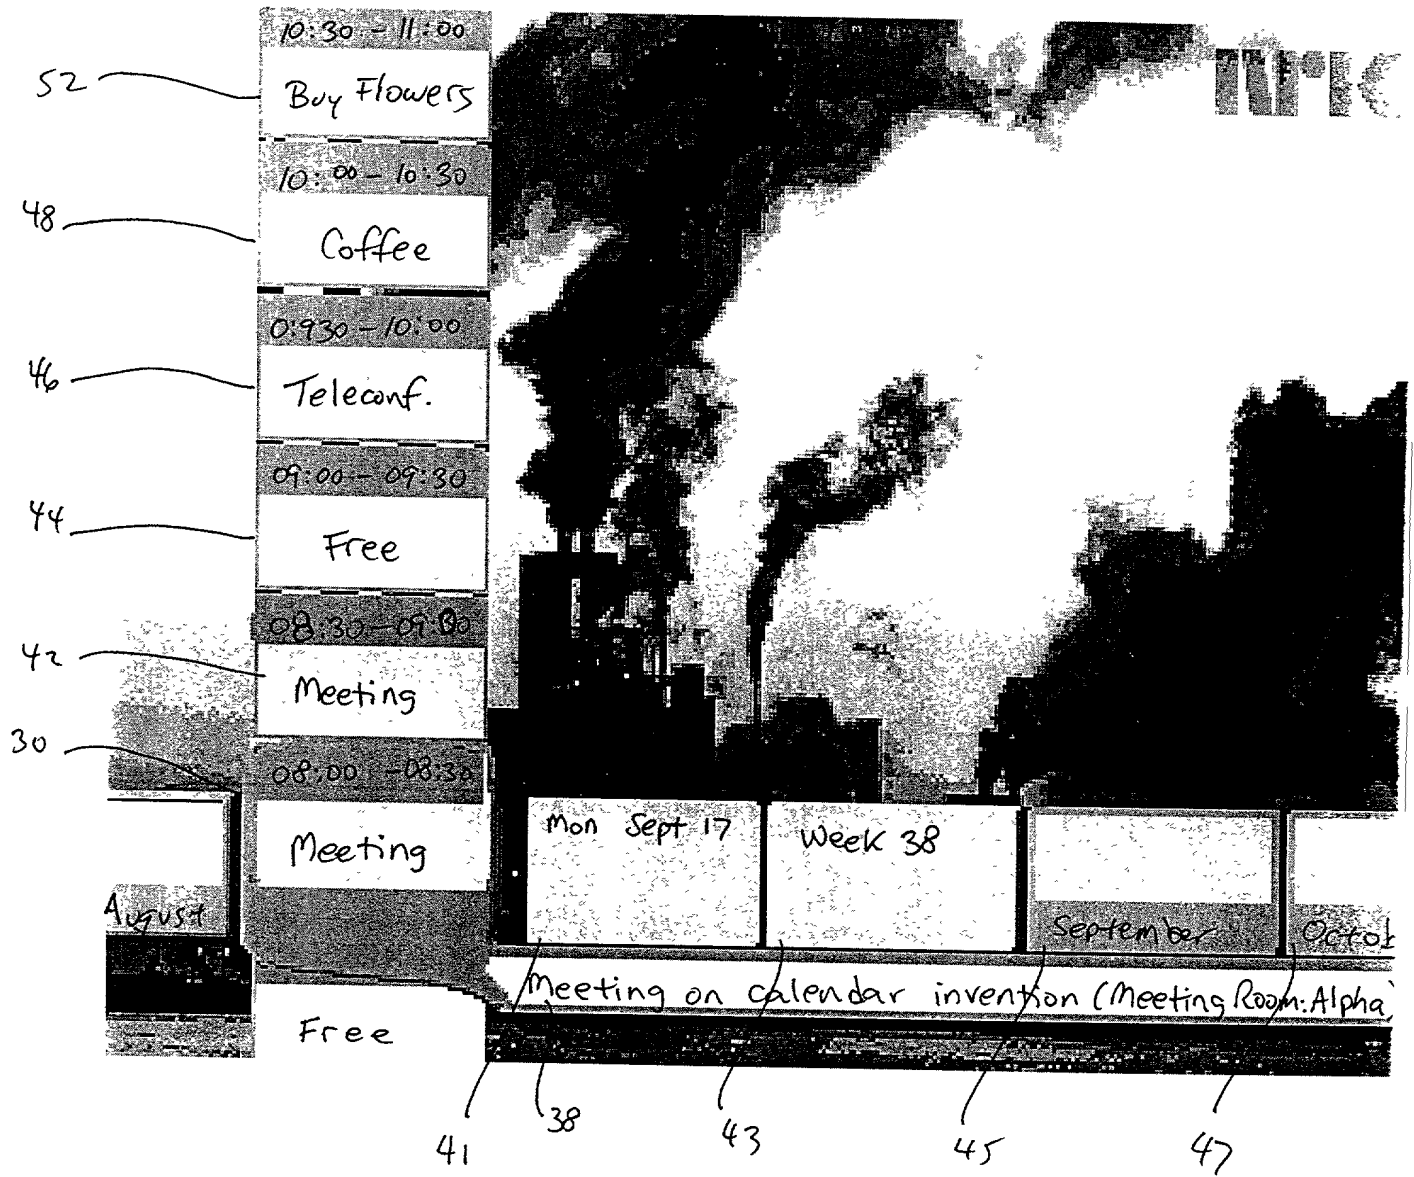 10:30 - 11:00
52
Buy Flowers
nrk
10:00 - 10:30
48
Coffee
0:930 - 10:00
46
Teleconf.
09:00 - 09:30
44
Free
08:30 - 09:00
42
Meeting
30
08:00 - 08:30
Meeting
Mon Sept 17
Week 38
August
September
Octob
Meeting on calendar invention (Meeting Room: Alpha)
Free
41
38
43
45
47